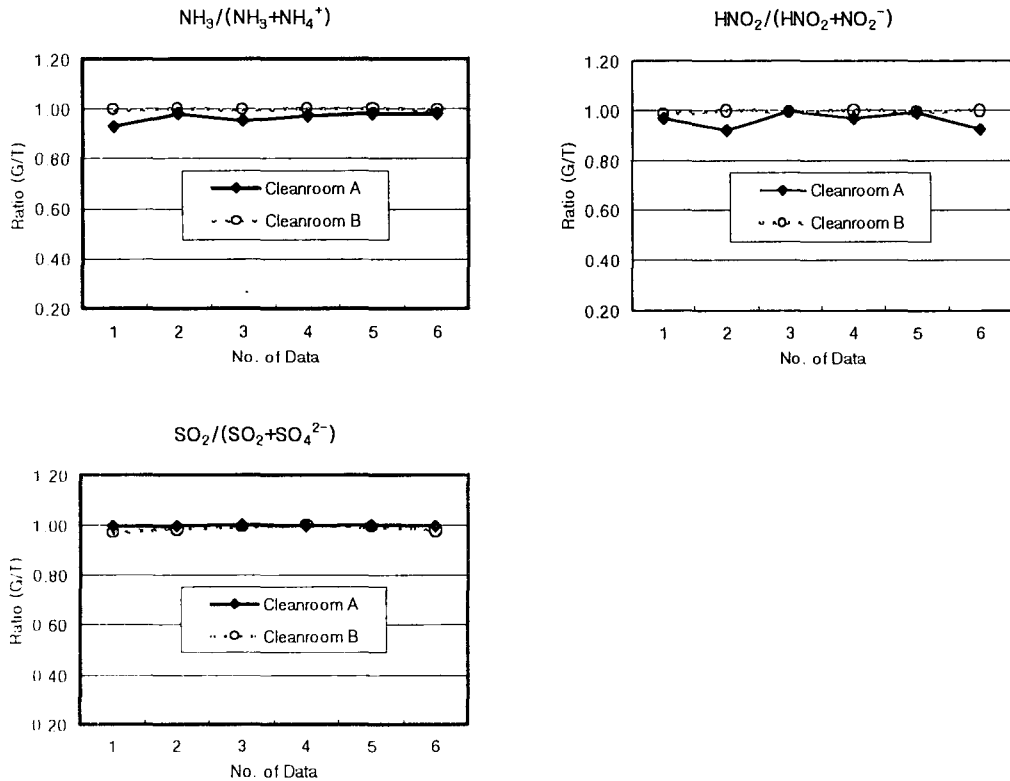 NH₃/(NH₃+NH₄⁺)
1.20
1.00
0.80
0.60
0.40
0.20
Ratio (G/T)
Cleanroom A
Cleanroom B
1 2 3 4 5 6
No. of Data
HNO₂/(HNO₂+NO₂⁻)
1.20
1.00
0.80
0.60
0.40
0.20
Ratio (G/T)
Cleanroom A
Cleanroom B
1 2 3 4 5 6
No. of Data
SO₂/(SO₂+SO₄²⁻)
1.20
1.00
0.80
0.60
0.40
0.20
Ratio (G/T)
Cleanroom A
Cleanroom B
1 2 3 4 5 6
No. of Data